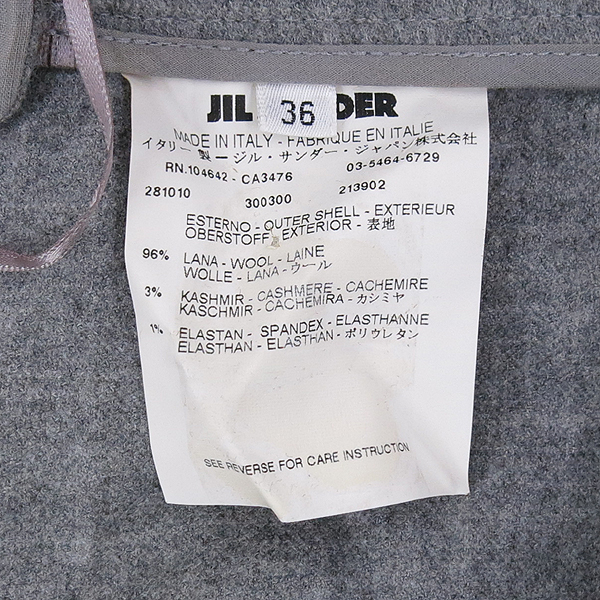 JIL DER
36
MADE IN ITALY - FABRIQUE EN ITALIE
イタリー 製 ージル・サンダー・ジャパン株式会社
RN.104642 - CA3476 03-5464-6729
281010 300300 213902
ESTERNO - OUTER SHELL - EXTERIEUR
OBERSTOFF - EXTERIOR - 表地
96% LANA - WOOL - LAINE
WOLLE - LANA - ウール
3% KASHMIR - CASHMERE - CACHEMIRE
KASCHMIR - CACHEMIRA - カシミヤ
1% ELASTAN - SPANDEX - ELASTHANNE
ELASTHAN - ELASTHAN - ポリウレタン
SEE REVERSE FOR CARE INSTRUCTION